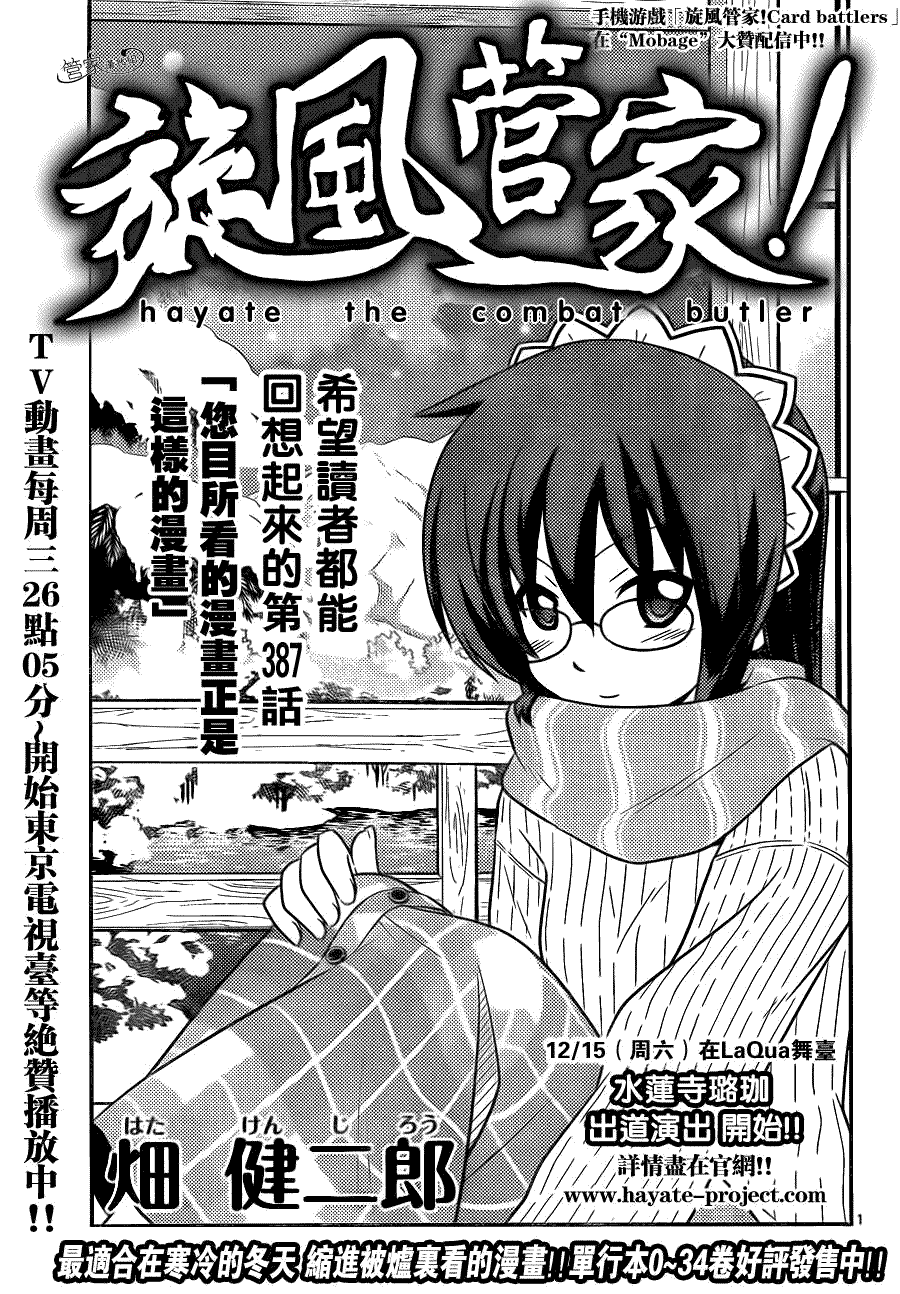 手機游戲「旋風管家!Card battlers」
在“Mobage”大贊配信中!!
管家
旋風管家!
hayate the combat butler
希望讀者都能
回想起來的第387話
「您目所看的漫畫正是
這樣的漫畫」
TV動畫每周三26點05分~開始東京電視臺等絕贊播放中!!
12/15（周六）在LaQua舞臺
水蓮寺璐珈
出道演出 開始!!
詳情盡在官網!!
www.hayate-project.com
はた けん じ ろう
畑 健二郎
1
最適合在寒冷的冬天 縮進被爐裏看的漫畫!!單行本0~34卷好評發售中!!